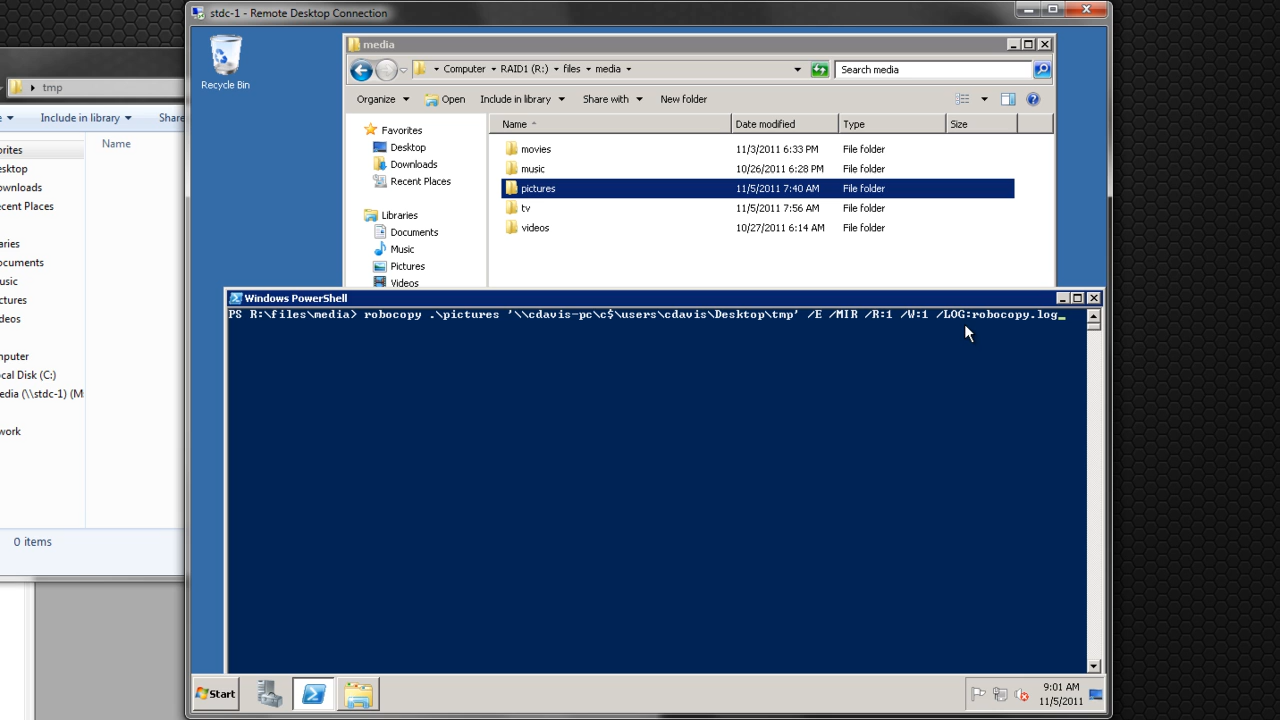 stdc-1 - Remote Desktop Connection
Recycle Bin
media
Computer RAID1 (R:) files media
Search media
Organize Open Include in library Share with New folder
Name Date modified Type Size
Favorites
Desktop
Downloads
Recent Places
Libraries
Documents
Music
Pictures
Videos
movies 11/3/2011 6:33 PM File folder
music 10/26/2011 6:28 PM File folder
pictures 11/5/2011 7:40 AM File folder
tv 11/5/2011 7:56 AM File folder
videos 10/27/2011 6:14 AM File folder
Windows PowerShell
PS R:\files\media> robocopy .\pictures '\\cdavis-pc\c$\users\cdavis\Desktop\tmp' /E /MIR /R:1 /W:1 /LOG:robocopy.log_
tmp
Include in library Share
Name
orites
esktop
ownloads
ecent Places
aries
ocuments
usic
ctures
deos
mputer
cal Disk (C:)
edia (\\stdc-1) (M
work
0 items
Start
9:01 AM
11/5/2011